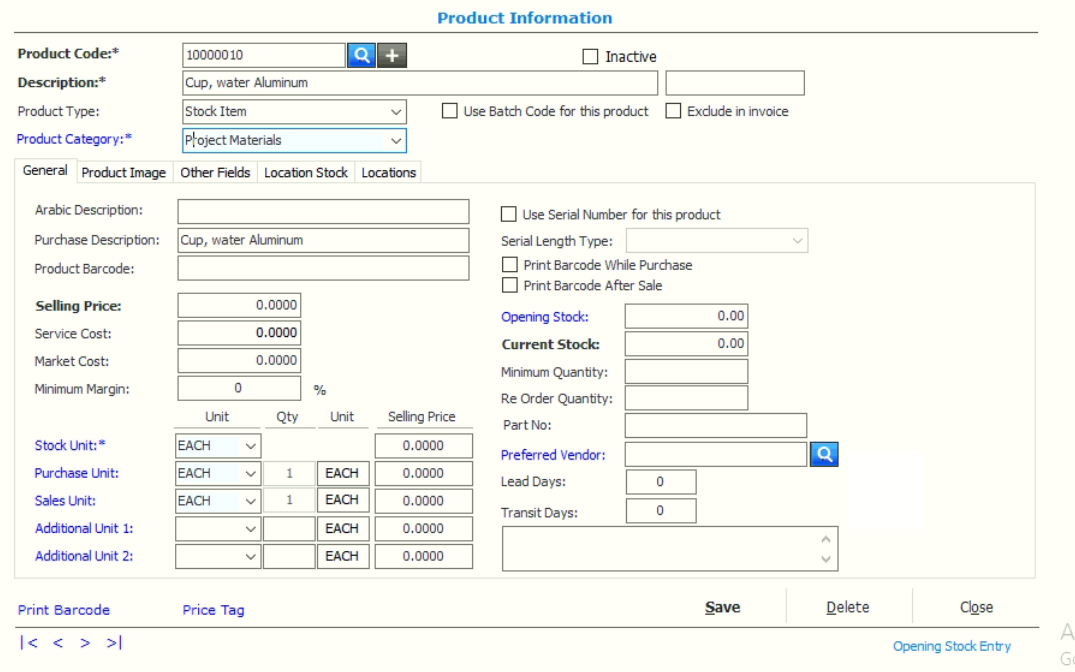 Product Information
Product Code:* 10000010 Inactive
Description:* Cup, water Aluminum
Product Type: Stock Item Use Batch Code for this product Exclude in invoice
Product Category:* Project Materials
General Product Image Other Fields Location Stock Locations
Arabic Description: Use Serial Number for this product
Purchase Description: Cup, water Aluminum Serial Length Type:
Product Barcode: Print Barcode While Purchase
Print Barcode After Sale
Selling Price: 0.0000 Opening Stock: 0.00
Service Cost: 0.0000 Current Stock: 0.00
Market Cost: 0.0000 Minimum Quantity:
Minimum Margin: 0 % Re Order Quantity:
Unit Qty Unit Selling Price Part No:
Stock Unit:* EACH 0.0000 Preferred Vendor:
Purchase Unit: EACH 1 EACH 0.0000 Lead Days: 0
Sales Unit: EACH 1 EACH 0.0000 Transit Days: 0
Additional Unit 1: EACH 0.0000
Additional Unit 2: EACH 0.0000
Print Barcode Price Tag Save Delete Close
|< < > >| Opening Stock Entry